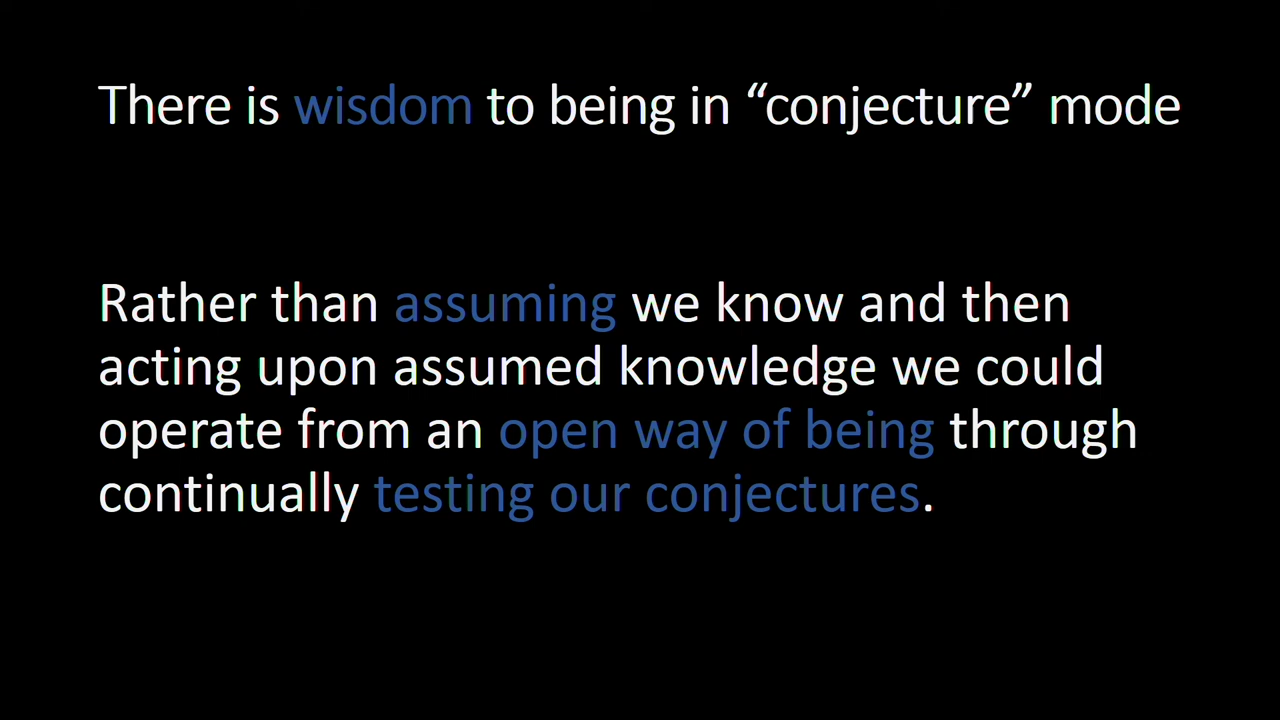 There is wisdom to being in “conjecture” mode
Rather than assuming we know and then
acting upon assumed knowledge we could
operate from an open way of being through
continually testing our conjectures.